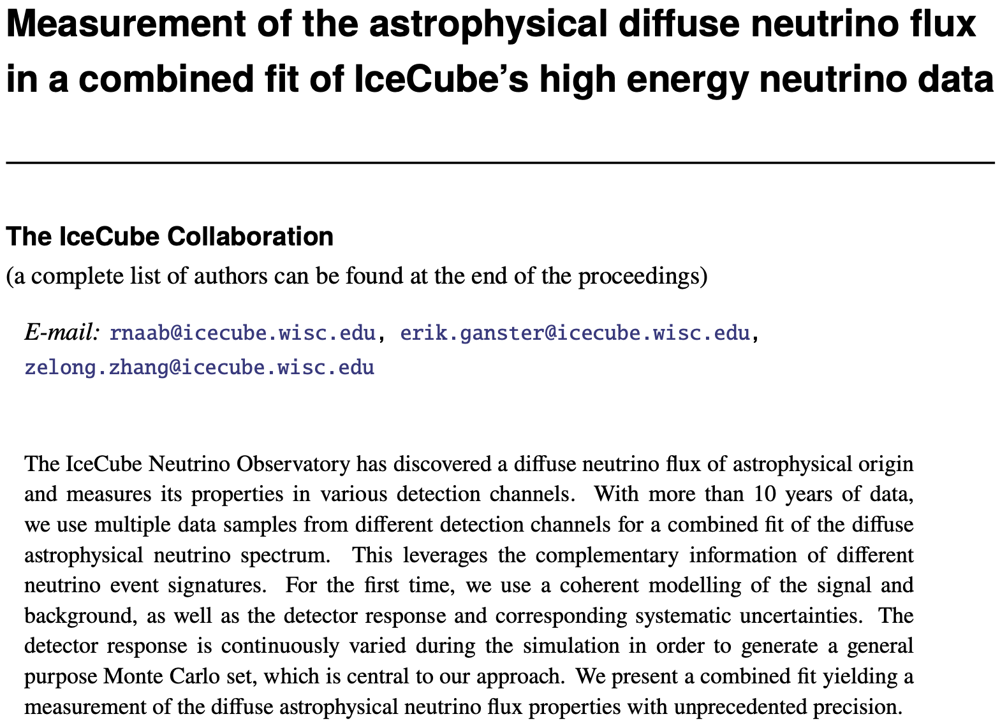 Measurement of the astrophysical diffuse neutrino flux
in a combined fit of IceCube’s high energy neutrino data
The IceCube Collaboration
(a complete list of authors can be found at the end of the proceedings)
E-mail: rnaab@icecube.wisc.edu, erik.ganster@icecube.wisc.edu,
zelong.zhang@icecube.wisc.edu
The IceCube Neutrino Observatory has discovered a diffuse neutrino flux of astrophysical origin
and measures its properties in various detection channels. With more than 10 years of data,
we use multiple data samples from different detection channels for a combined fit of the diffuse
astrophysical neutrino spectrum. This leverages the complementary information of different
neutrino event signatures. For the first time, we use a coherent modelling of the signal and
background, as well as the detector response and corresponding systematic uncertainties. The
detector response is continuously varied during the simulation in order to generate a general
purpose Monte Carlo set, which is central to our approach. We present a combined fit yielding a
measurement of the diffuse astrophysical neutrino flux properties with unprecedented precision.